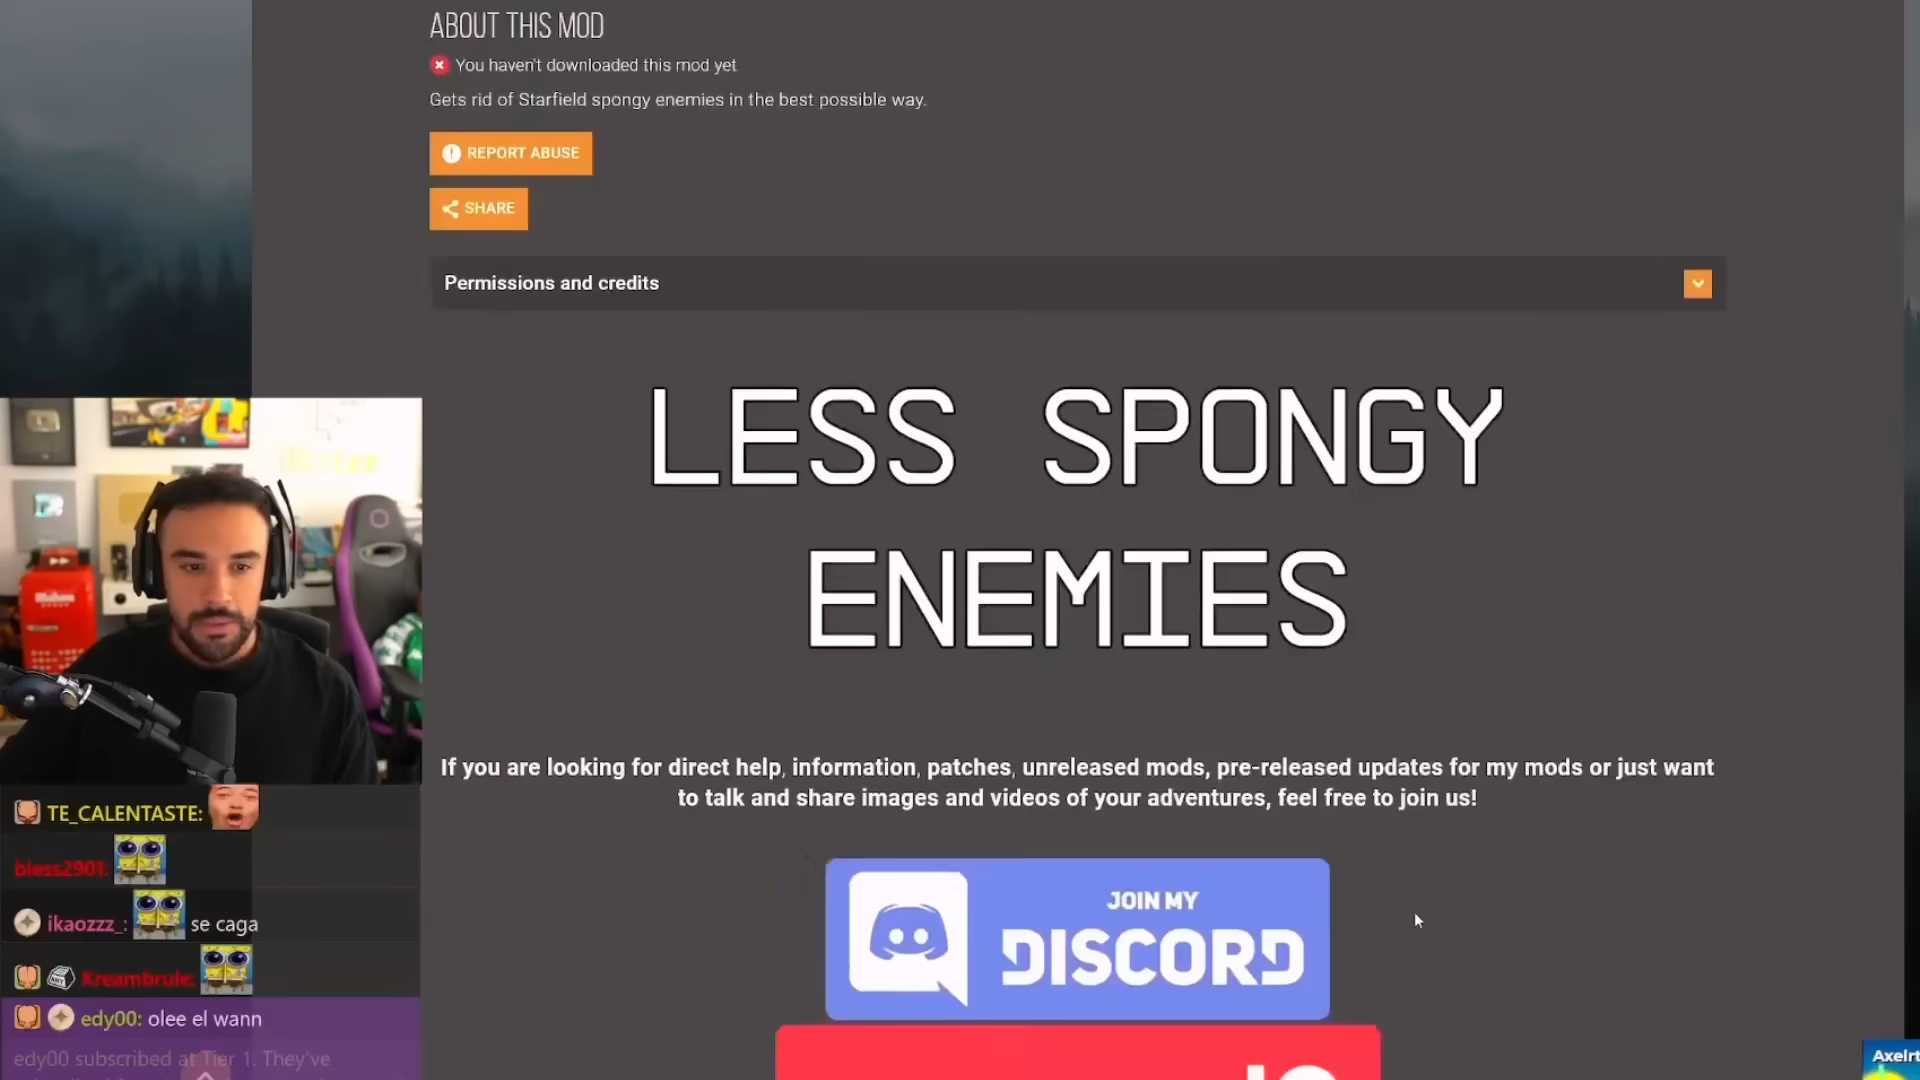 ABOUT THIS MOD
You haven't downloaded this mod yet
Gets rid of Starfield spongy enemies in the best possible way.
REPORT ABUSE
SHARE
Permissions and credits
LESS SPONGY
ENEMIES
If you are looking for direct help, information, patches, unreleased mods, pre-released updates for my mods or just want
to talk and share images and videos of your adventures, feel free to join us!
JOIN MY
DISCORD
TE_CALENTASTE:
bless2901:
ikaozzz_: se caga
Kreambrule:
edy00: olee el wann
edy00 subscribed at Tier 1. They've
Axelrt